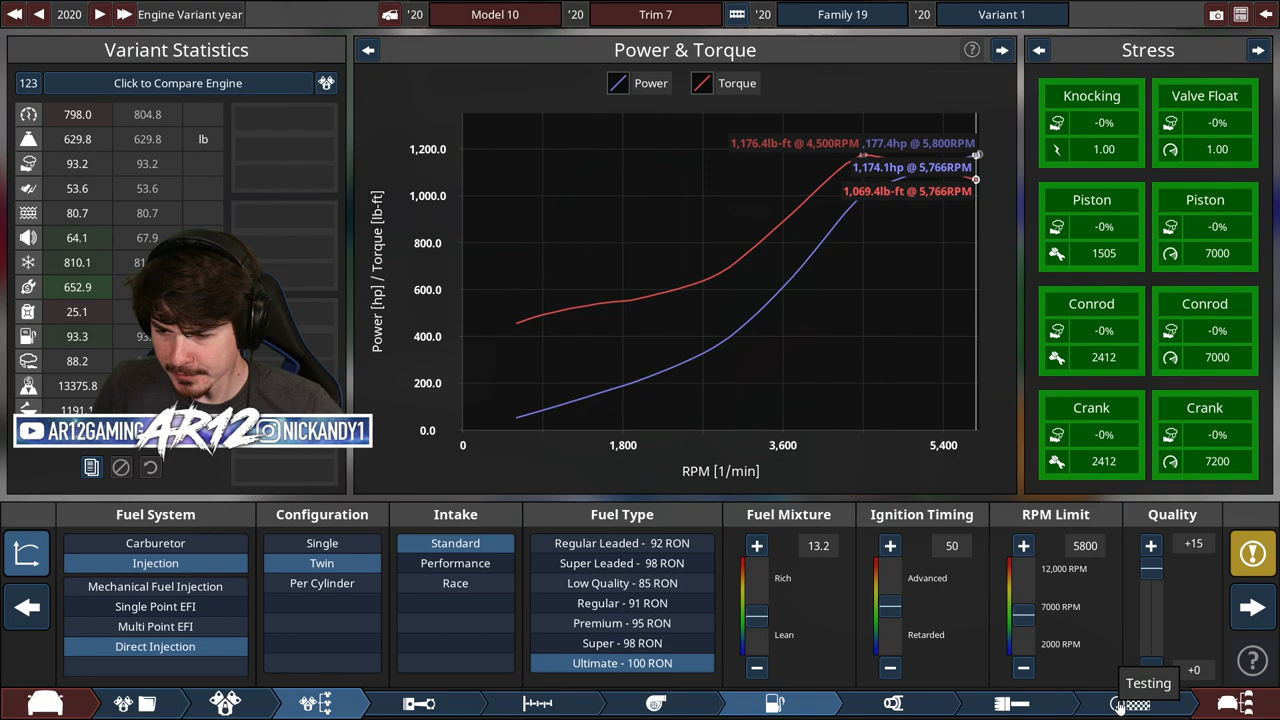 2020 Engine Variant year '20 Model 10 '20 Trim 7 '20 Family 19 '20 Variant 1
Variant Statistics
123 Click to Compare Engine
798.0 804.8
629.8 629.8 lb
93.2 93.2
53.6 53.6
80.7 80.7
64.1 67.9
810.1
652.9
25.1
93.3
88.2
13375.8
AR12GAMING AR12 NICKANDY1
Power & Torque
Power Torque
Power [hp] / Torque [lb-ft]
1,200.0
1,000.0
800.0
600.0
400.0
200.0
0.0
1,176.4lb-ft @ 4,500RPM ,177.4hp @ 5,800RPM
1,174.1hp @ 5,766RPM
1,069.4lb-ft @ 5,766RPM
0 1,800 3,600 5,400
RPM [1/min]
Stress
Knocking Valve Float
-0% -0%
1.00 1.00
Piston Piston
-0% -0%
1505 7000
Conrod Conrod
-0% -0%
2412 7000
Crank Crank
-0% -0%
2412 7200
Fuel System
Carburetor
Injection
Mechanical Fuel Injection
Single Point EFI
Multi Point EFI
Direct Injection
Configuration
Single
Twin
Per Cylinder
Intake
Standard
Performance
Race
Fuel Type
Regular Leaded - 92 RON
Super Leaded - 98 RON
Low Quality - 85 RON
Regular - 91 RON
Premium - 95 RON
Super - 98 RON
Ultimate - 100 RON
Fuel Mixture
13.2
Rich
Lean
Ignition Timing
50
Advanced
Retarded
RPM Limit
5800
12,000 RPM
7000 RPM
2000 RPM
Quality
+15
+0
Testing